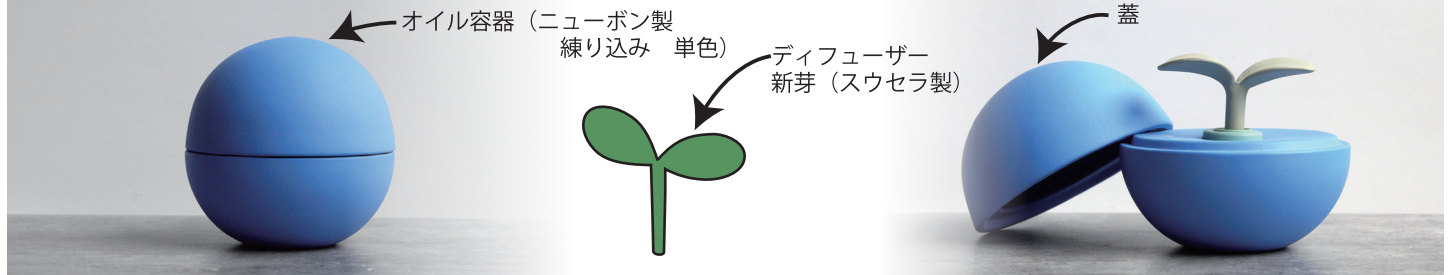 オイル容器（ニューボン製
練り込み　単色）
ディフューザー
新芽（スウセラ製）
蓋